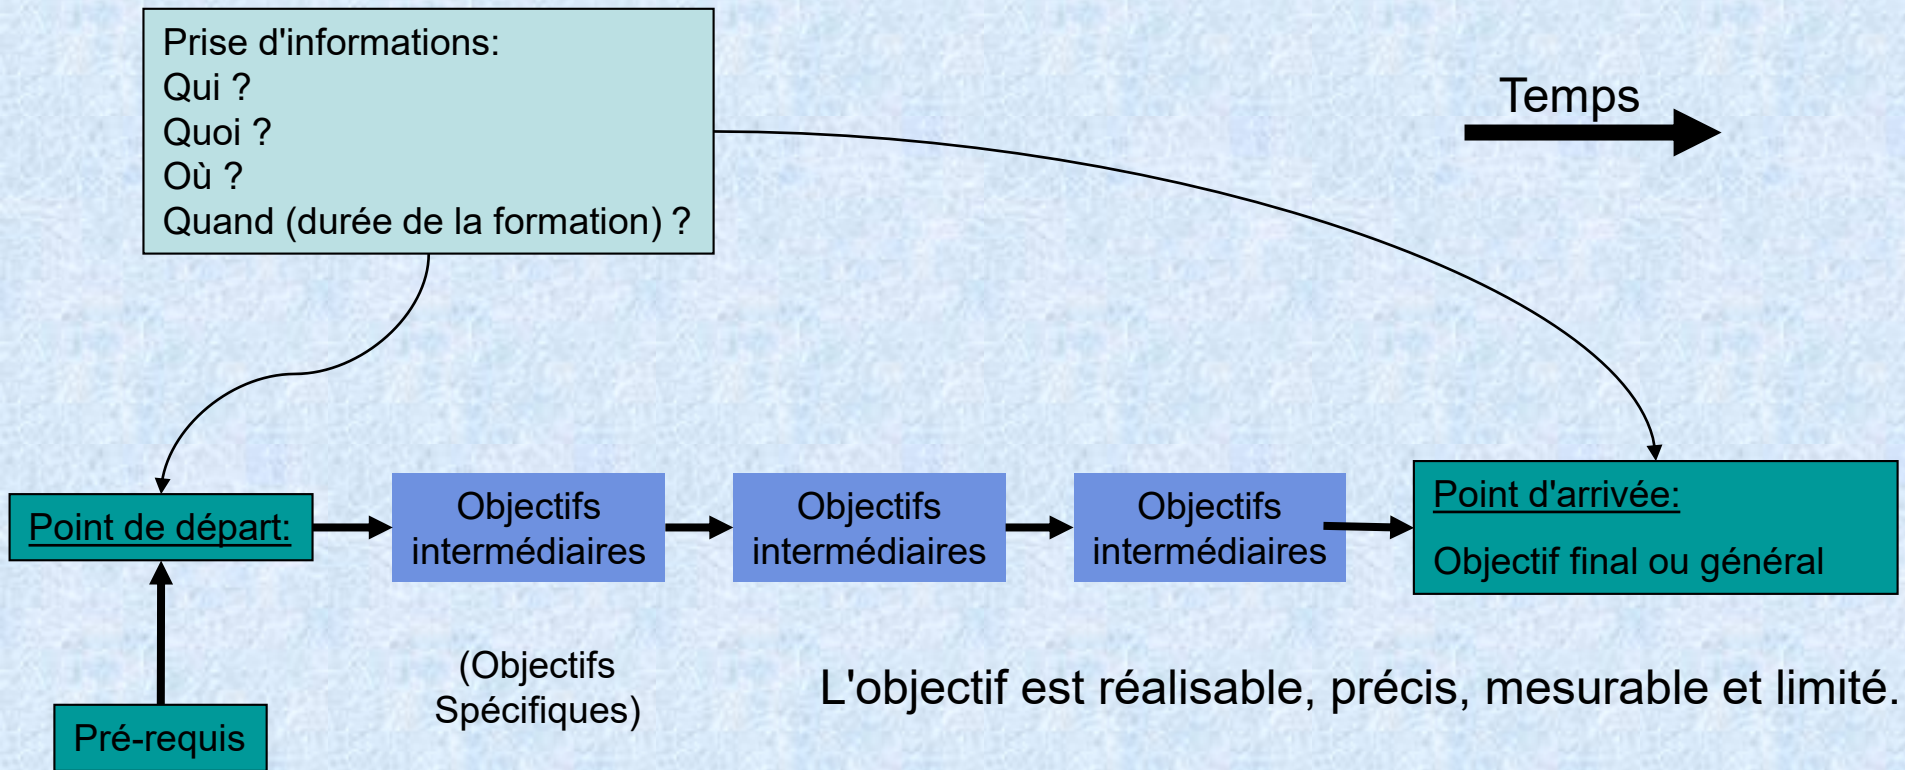 Prise d'informations:
Qui ?
Quoi ?
Où ?
Quand (durée de la formation) ?
Temps
Point de départ:
Objectifs
intermédiaires
Objectifs
intermédiaires
Objectifs
intermédiaires
Point d'arrivée:
Objectif final ou général
(Objectifs
Spécifiques)
L'objectif est réalisable, précis, mesurable et limité.
Pré-requis